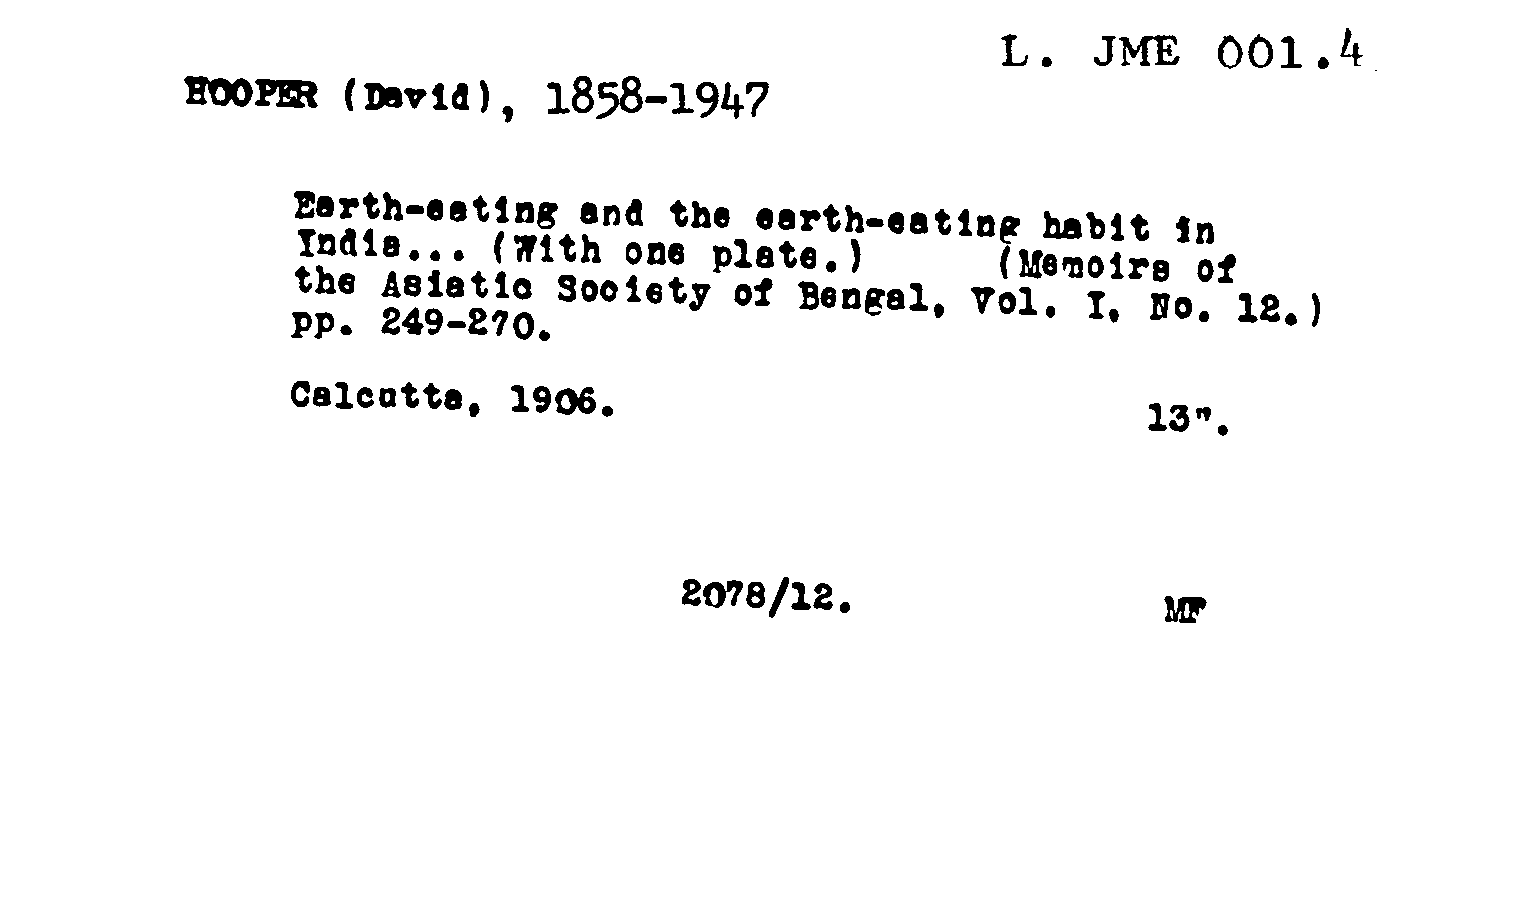 L. JME 001.4
HOOPER (David), 1858-1947
Earth-eating and the earth-eating habit in
India... (With one plate.) (Memoirs of
the Asiatic Society of Bengal, Vol. I, No. 12.)
pp. 249-270.
Calcutta, 1906.
13".
2078/12.
MF